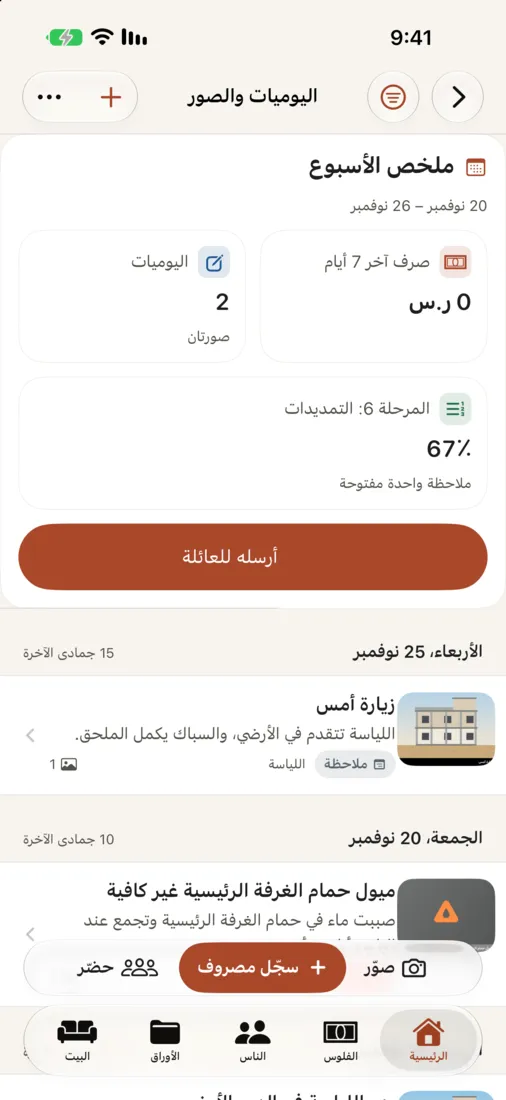 9:41
اليوميات والصور
ملخص الأسبوع
20 نوفمبر – 26 نوفمبر
صرف آخر 7 أيام
0 ر.س
اليوميات
2
صورتان
المرحلة 6: التمديدات
67٪
ملاحظة واحدة مفتوحة
أرسله للعائلة
الأربعاء، 25 نوفمبر
15 جمادى الآخرة
زيارة أمس
اللياسة تتقدم في الأرضي، والسباك يكمل الملحق.
ملاحظة
اللياسة
1
الجمعة، 20 نوفمبر
10 جمادى الآخرة
ميول حمام الغرفة الرئيسية غير كافية
صببت ماء في حمام الغرفة الرئيسية وتجمع عند
صوّر
سجّل مصروف
حضّر
الرئيسية
الفلوس
الناس
الأوراق
البيت